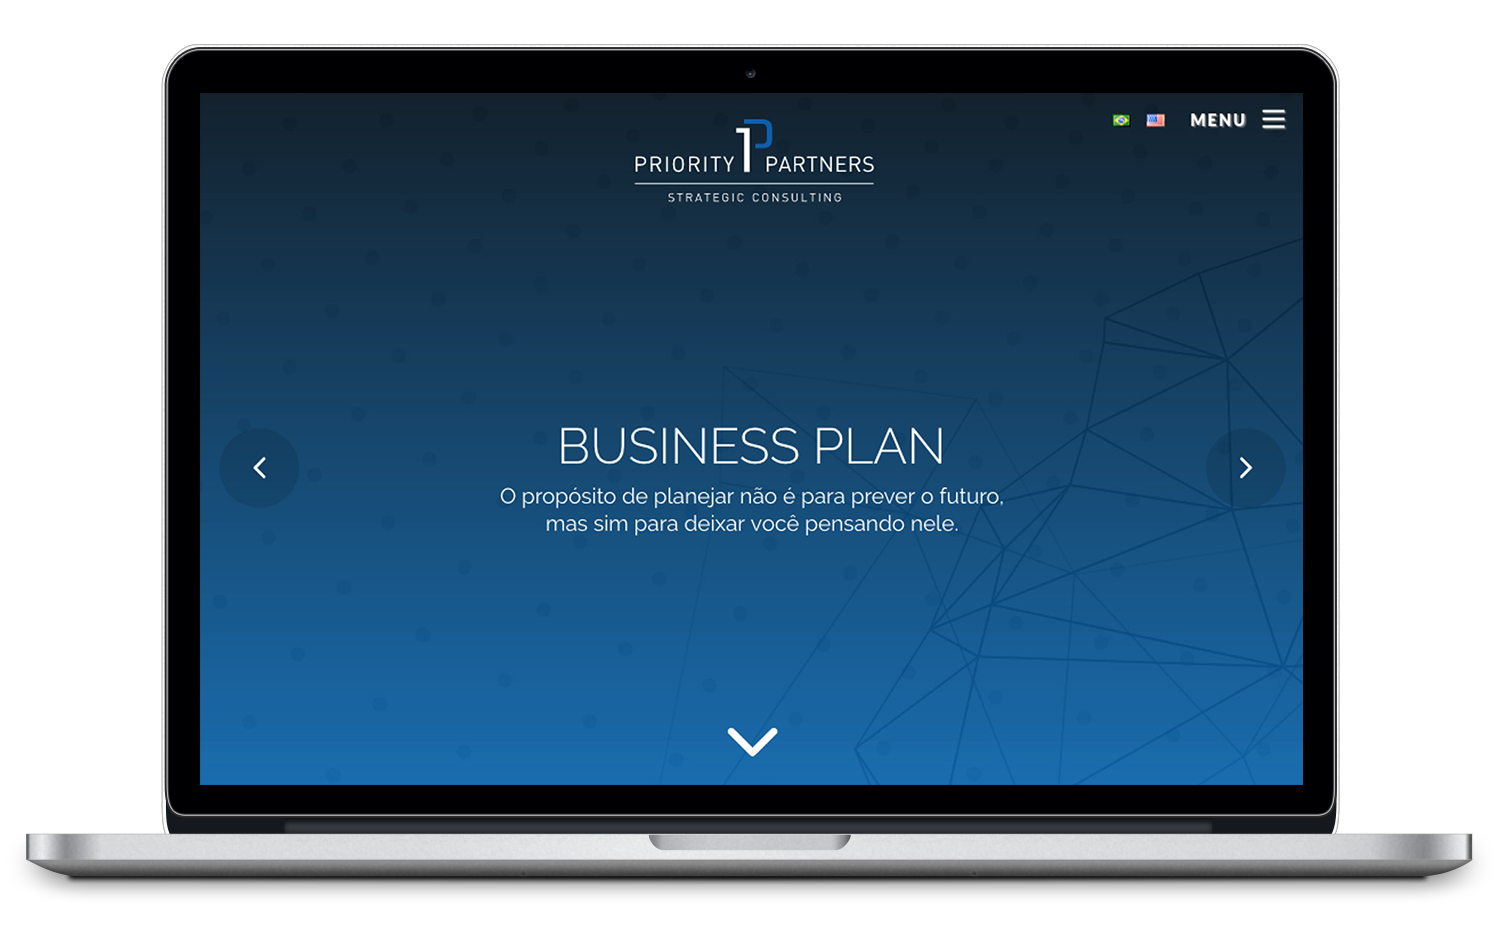 MENU
PRIORITY 1P PARTNERS
STRATEGIC CONSULTING
BUSINESS PLAN
O propósito de planejar não é para prever o futuro,
mas sim para deixar você pensando nele.